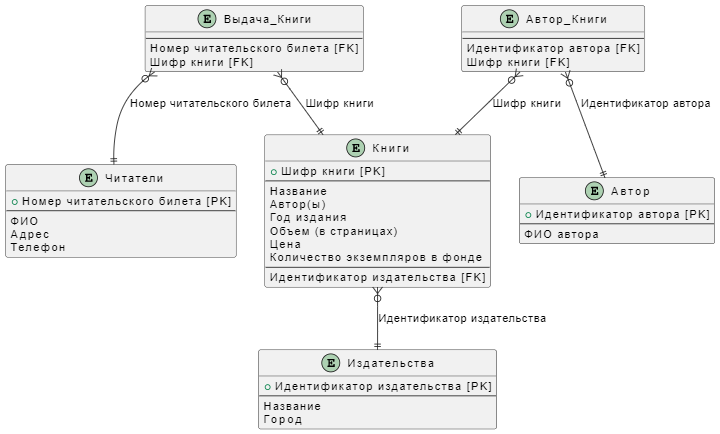 E Выдача_Книги
Номер читательского билета [FK]
Шифр книги [FK]
E Автор_Книги
Идентификатор автора [FK]
Шифр книги [FK]
Номер читательского билета
Шифр книги
Шифр книги
Идентификатор автора
E Читатели
Номер читательского билета [PK]
ФИО
Адрес
Телефон
E Книги
Шифр книги [PK]
Название
Автор(ы)
Год издания
Объем (в страницах)
Цена
Количество экземпляров в фонде
Идентификатор издательства [FK]
E Автор
Идентификатор автора [PK]
ФИО автора
Идентификатор издательства
E Издательства
Идентификатор издательства [PK]
Название
Город